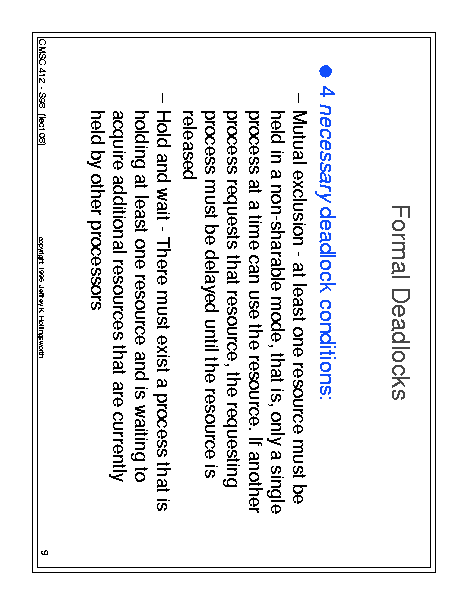 Formal Deadlocks
● 4 necessary deadlock conditions:
– Mutual exclusion - at least one resource must be
held in a non-sharable mode, that is, only a single
process at a time can use the resource. If another
process requests that resource, the requesting
process must be delayed until the resource is
released
– Hold and wait - There must exist a process that is
holding at least one resource and is waiting to
acquire additional resources that are currently
held by other processors
CMSC 412 - S96 (lect 08)
copyright 1996 Jeffrey K. Hollingsworth
9